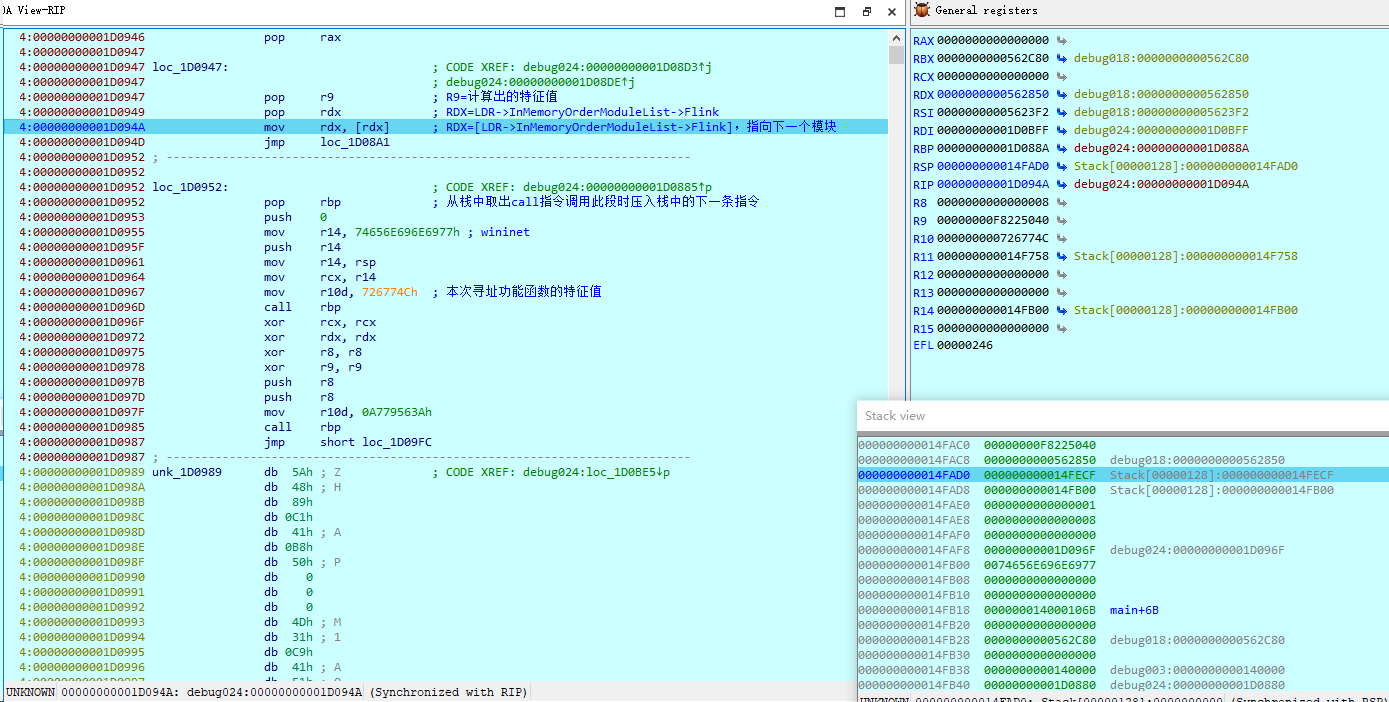 DA View-RIP
4:00000000001D0946 pop rax
4:00000000001D0947
4:00000000001D0947 loc_1D0947: ; CODE XREF: debug024:00000000001D08D3↑j
4:00000000001D0947 ; debug024:00000000001D08DE↑j
4:00000000001D0947 pop r9 ; R9=计算出的特征值
4:00000000001D0949 pop rdx ; RDX=LDR->InMemoryOrderModuleList->Flink
4:00000000001D094A mov rdx, [rdx] ; RDX=[LDR->InMemoryOrderModuleList->Flink], 指向下一个模块
4:00000000001D094D jmp loc_1D08A1
4:00000000001D0952 ; ---------------------------------------------------------------------------
4:00000000001D0952
4:00000000001D0952 loc_1D0952: ; CODE XREF: debug024:00000000001D0885↑p
4:00000000001D0952 pop rbp ; 从栈中取出call指令调用此段时压入栈中的下一条指令
4:00000000001D0953 push 0
4:00000000001D0955 mov r14, 74656E696E6977h ; wininet
4:00000000001D095F push r14
4:00000000001D0961 mov r14, rsp
4:00000000001D0964 mov rcx, r14
4:00000000001D0967 mov r10d, 726774Ch ; 本次寻址功能函数的特征值
4:00000000001D096D call rbp
4:00000000001D096F xor rcx, rcx
4:00000000001D0972 xor rdx, rdx
4:00000000001D0975 xor r8, r8
4:00000000001D0978 xor r9, r9
4:00000000001D097B push r8
4:00000000001D097D push r8
4:00000000001D097F mov r10d, 0A779563Ah
4:00000000001D0985 call rbp
4:00000000001D0987 jmp short loc_1D09FC
4:00000000001D0987 ; ---------------------------------------------------------------------------
4:00000000001D0989 unk_1D0989 db 5Ah ; Z ; CODE XREF: debug024:loc_1D0BE5↓p
4:00000000001D098A db 48h ; H
4:00000000001D098B db 89h
4:00000000001D098C db 0C1h
4:00000000001D098D db 41h ; A
4:00000000001D098E db 0B8h
4:00000000001D098F db 50h ; P
4:00000000001D0990 db 0
4:00000000001D0991 db 0
4:00000000001D0992 db 0
4:00000000001D0993 db 4Dh ; M
4:00000000001D0994 db 31h ; 1
4:00000000001D0995 db 0C9h
4:00000000001D0996 db 41h ; A
UNKNOWN 00000000001D094A: debug024:00000000001D094A (Synchronized with RIP)
General registers
RAX 0000000000000000
RBX 0000000000562C80 debug018:0000000000562C80
RCX 0000000000000000
RDX 0000000000562850 debug018:0000000000562850
RSI 00000000005623F2 debug018:00000000005623F2
RDI 00000000001D0BFF debug024:00000000001D0BFF
RBP 00000000001D088A debug024:00000000001D088A
RSP 000000000014FAD0 Stack[00000128]:000000000014FAD0
RIP 00000000001D094A debug024:00000000001D094A
R8 0000000000000008
R9 00000000F8225040
R10 000000000726774C
R11 000000000014F758 Stack[00000128]:000000000014F758
R12 0000000000000000
R13 0000000000000000
R14 000000000014FB00 Stack[00000128]:000000000014FB00
R15 0000000000000000
EFL 00000246
Stack view
000000000014FAC0 00000000F8225040
000000000014FAC8 0000000000562850 debug018:0000000000562850
000000000014FAD0 000000000014FECF Stack[00000128]:000000000014FECF
000000000014FAD8 000000000014FB00 Stack[00000128]:000000000014FB00
000000000014FAE0 0000000000000001
000000000014FAE8 0000000000000008
000000000014FAF0 0000000000000000
000000000014FAF8 00000000001D096F debug024:00000000001D096F
000000000014FB00 0074656E696E6977
000000000014FB08 0000000000000000
000000000014FB10 0000000000000000
000000000014FB18 000000014000106B main+6B
000000000014FB20 0000000000000000
000000000014FB28 0000000000562C80 debug018:0000000000562C80
000000000014FB30 0000000000000000
000000000014FB38 0000000000140000 debug003:0000000000140000
000000000014FB40 00000000001D0880 debug024:00000000001D0880